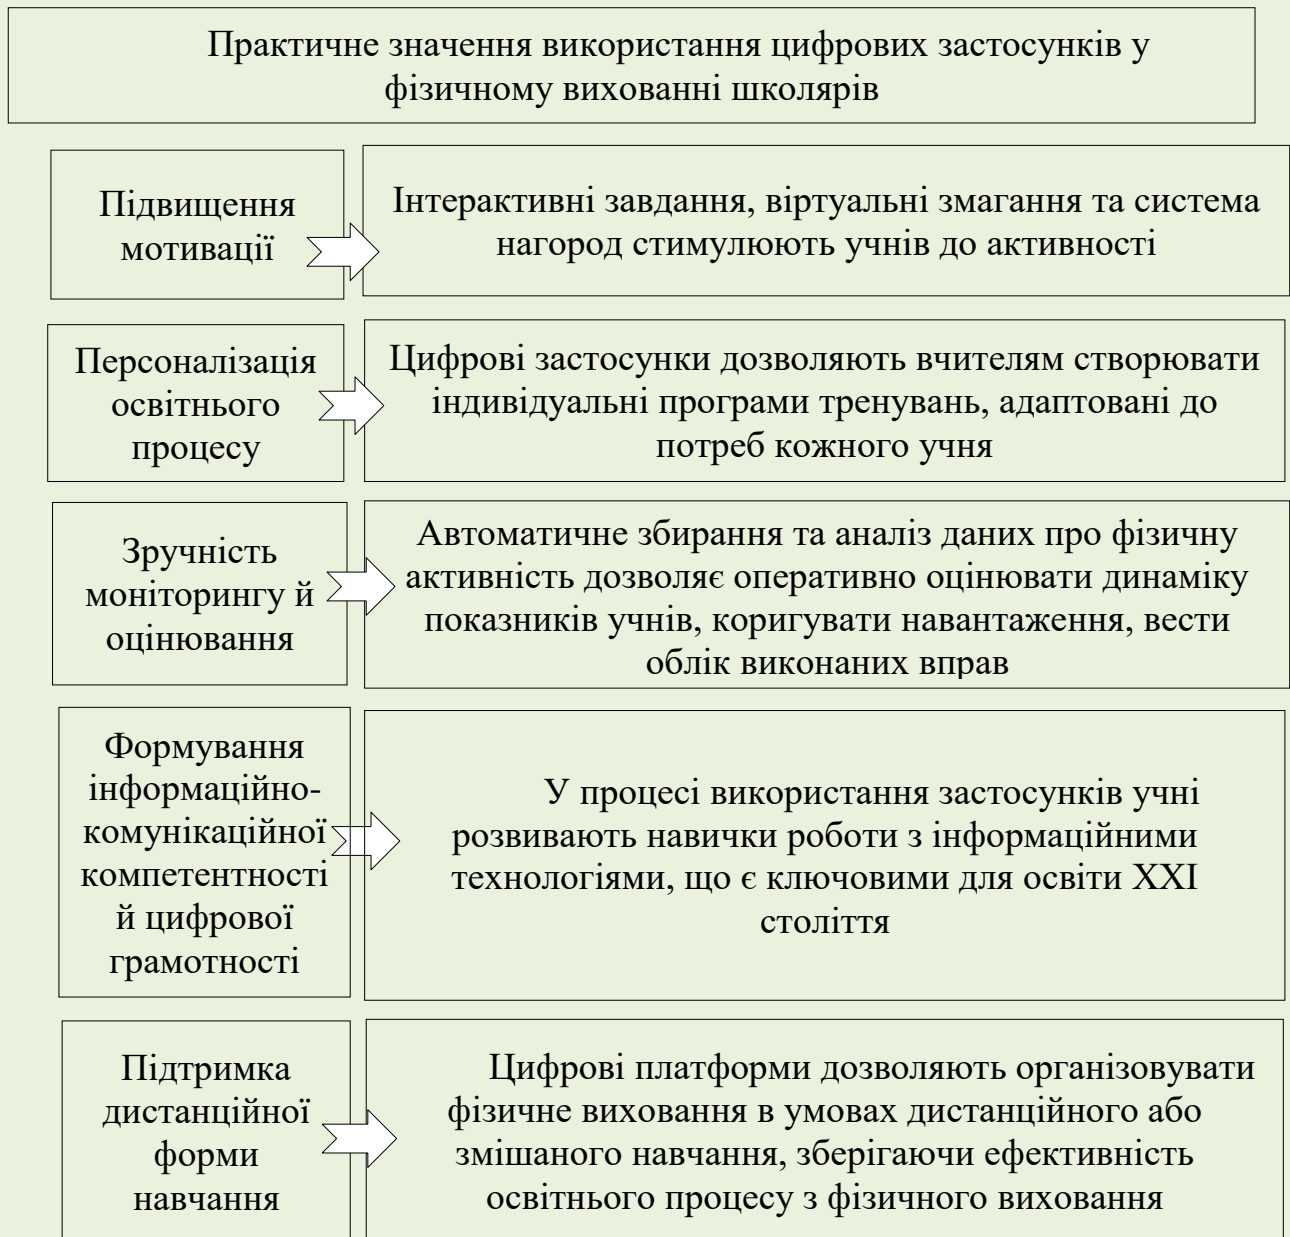 Практичне значення використання цифрових застосунків у
фізичному вихованні школярів
Підвищення
мотивації
Інтерактивні завдання, віртуальні змагання та система
нагород стимулюють учнів до активності
Персоналізація
освітнього
процесу
Цифрові застосунки дозволяють вчителям створювати
індивідуальні програми тренувань, адаптовані до
потреб кожного учня
Зручність
моніторингу й
оцінювання
Автоматичне збирання та аналіз даних про фізичну
активність дозволяє оперативно оцінювати динаміку
показників учнів, коригувати навантаження, вести
облік виконаних вправ
Формування
інформаційно-
комунікаційної
компетентності
й цифрової
грамотності
У процесі використання застосунків учні
розвивають навички роботи з інформаційними
технологіями, що є ключовими для освіти ХХІ
століття
Підтримка
дистанційної
форми
навчання
Цифрові платформи дозволяють організовувати
фізичне виховання в умовах дистанційного або
змішаного навчання, зберігаючи ефективність
освітнього процесу з фізичного виховання